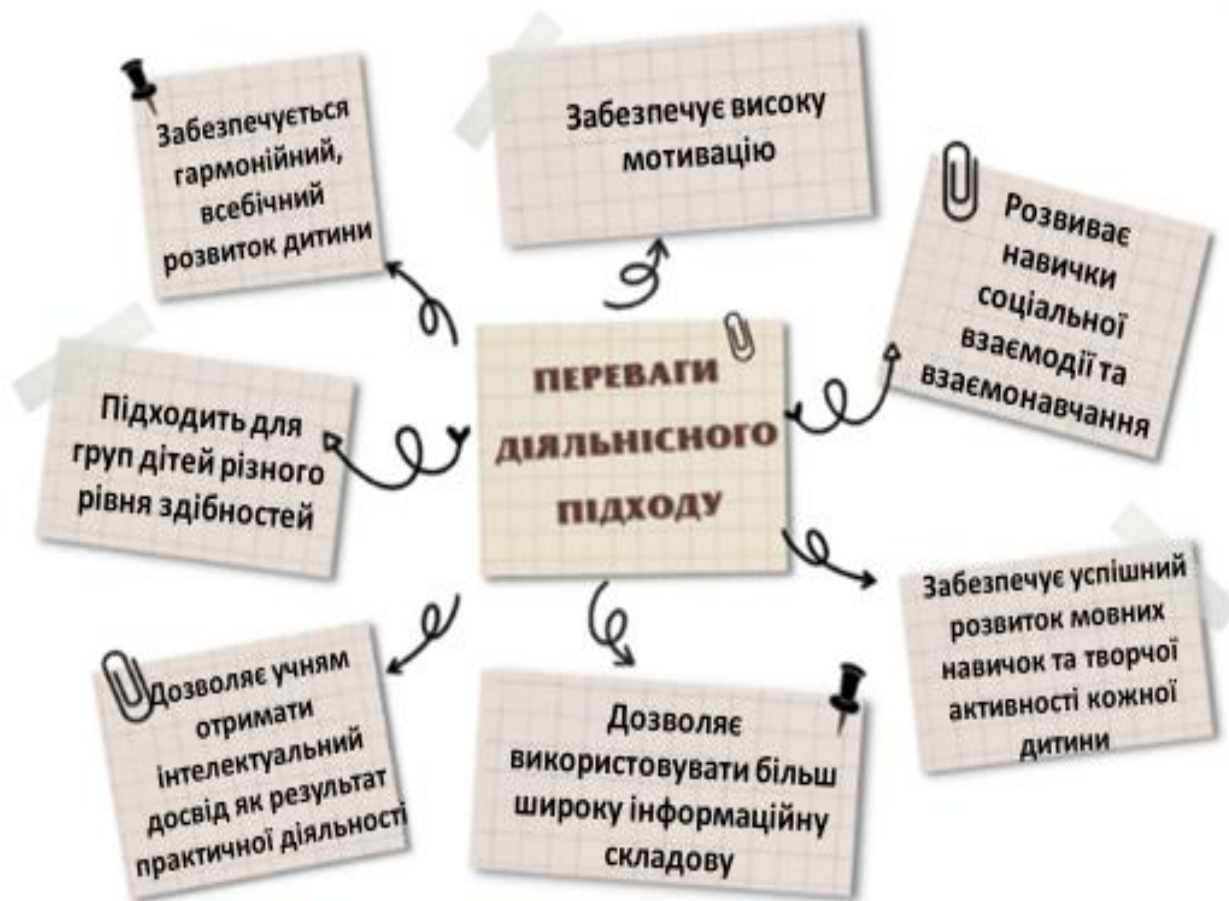 Забезпечується
гармонійний,
всебічний
розвиток дитини
Забезпечує високу
мотивацію
Розвиває
навички
соціальної
взаємодії та
взаємонавчання
Підходить для
груп дітей різного
рівня здібностей
ПЕРЕВАГИ
ДІЯЛЬНІСНОГО
ПІДХОДУ
Забезпечує успішний
розвиток мовних
навичок та творчої
активності кожної
дитини
Дозволяє учням
отримати
інтелектуальний
досвід як результат
практичної діяльності
Дозволяє
використовувати більш
широку інформаційну
складову